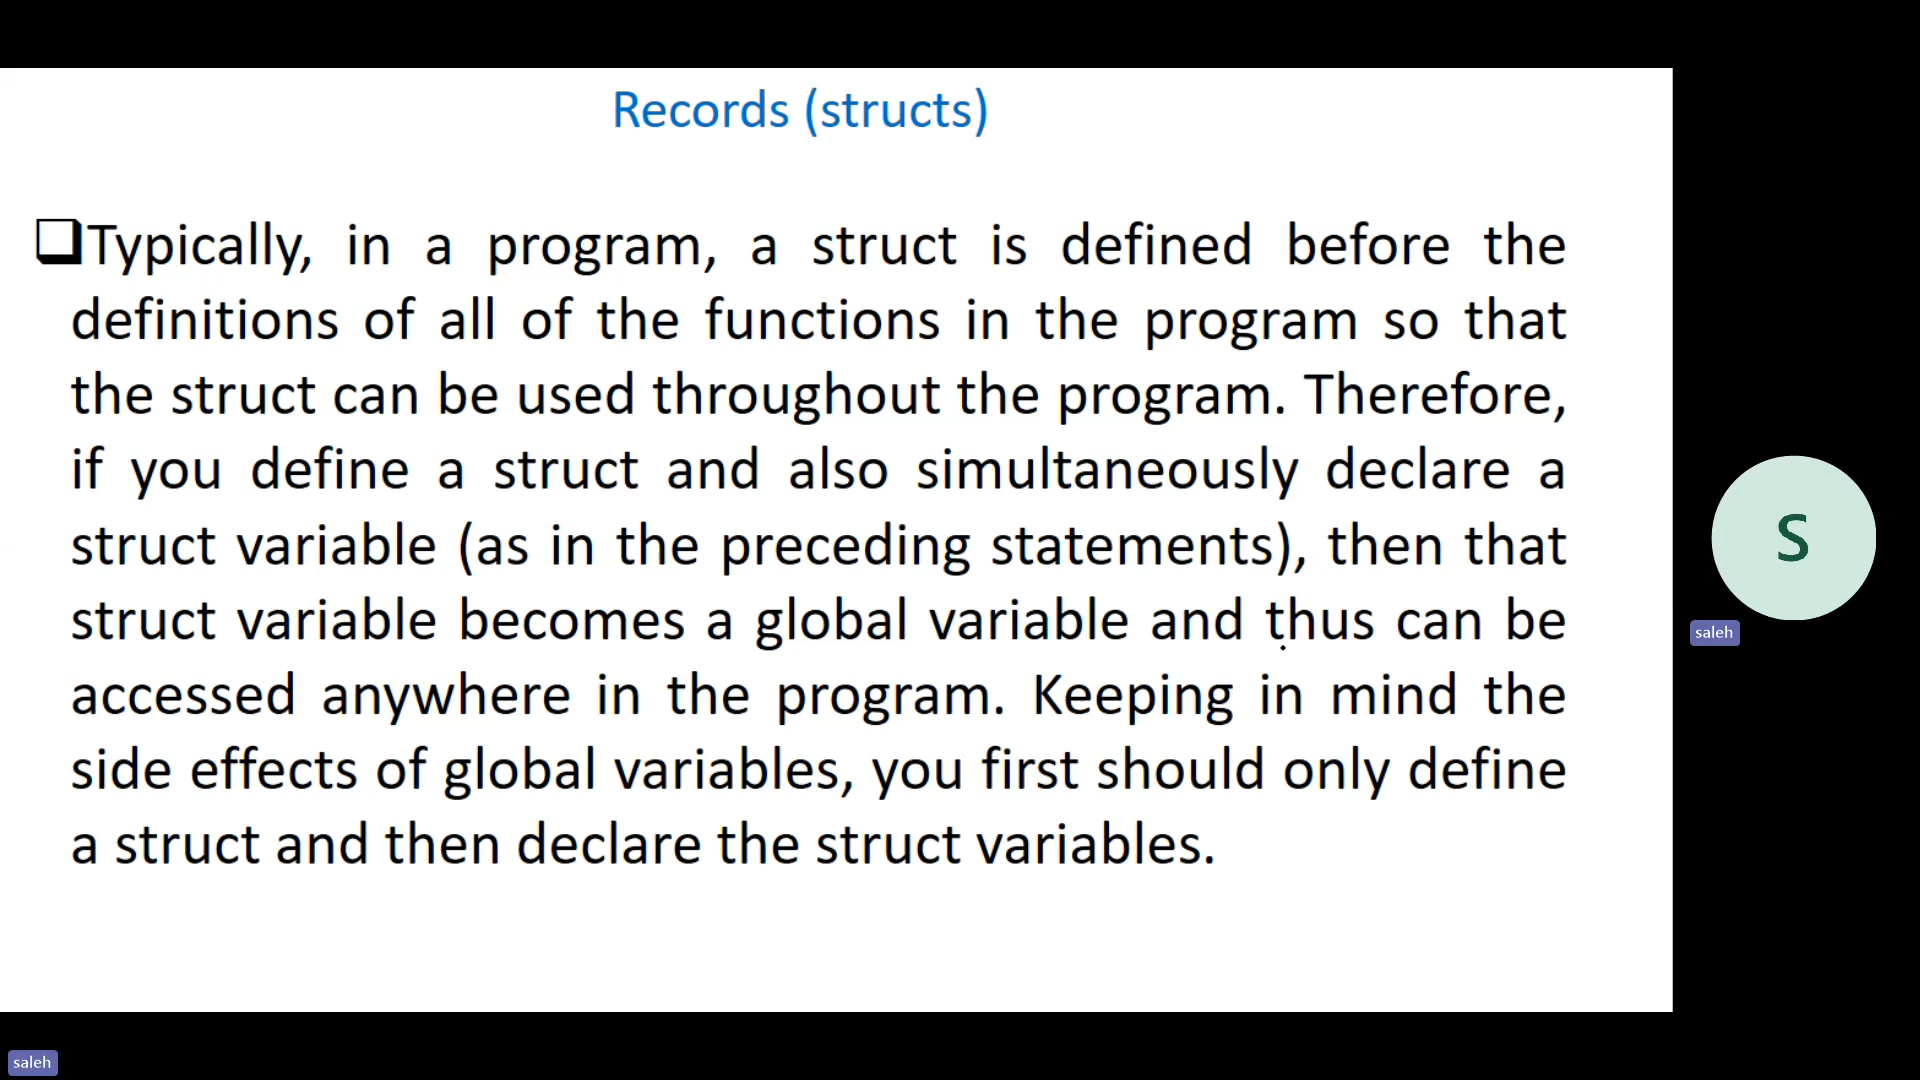 Records (structs)
Typically, in a program, a struct is defined before the
definitions of all of the functions in the program so that
the struct can be used throughout the program. Therefore,
if you define a struct and also simultaneously declare a
struct variable (as in the preceding statements), then that
struct variable becomes a global variable and thus can be
accessed anywhere in the program. Keeping in mind the
side effects of global variables, you first should only define
a struct and then declare the struct variables.
S
saleh
saleh